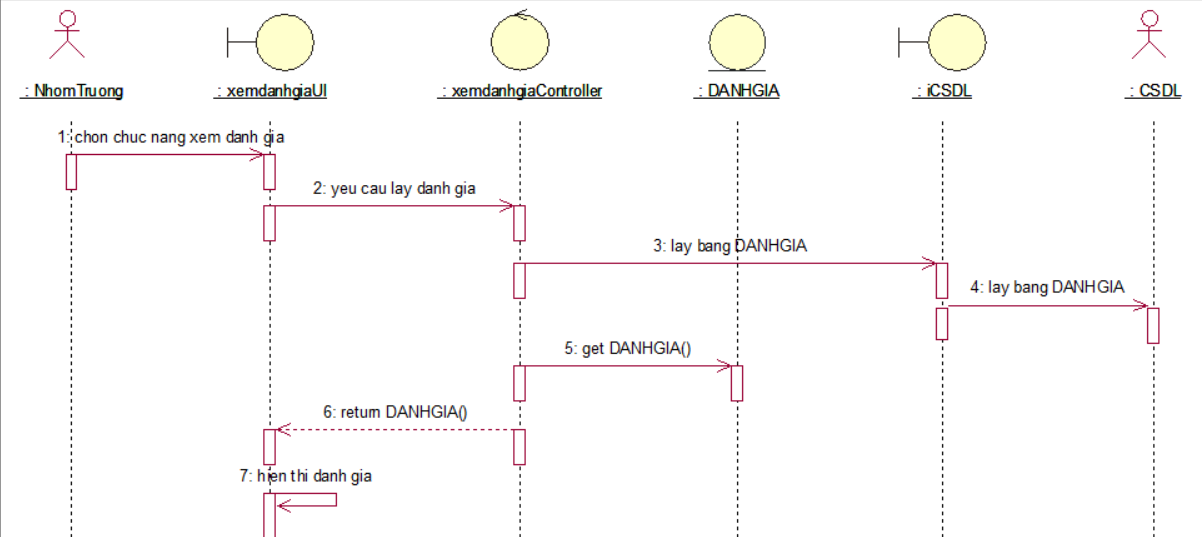 : NhomTruong
: xemdanhgiaUI
: xemdanhgiaController
: DANHGIA
: iCSDL
: CSDL
1: chon chuc nang xem danh gia
2: yeu cau lay danh gia
3: lay bang DANHGIA
4: lay bang DANHGIA
5: get DANHGIA()
6: return DANHGIA()
7: hien thi danh gia